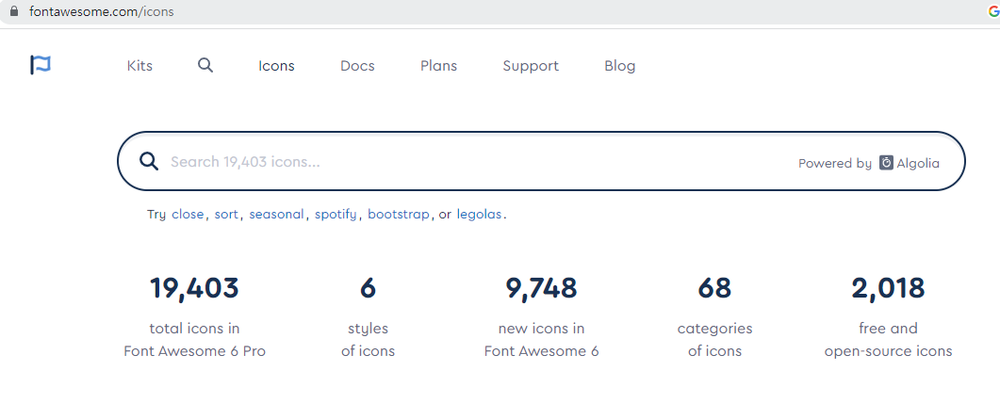 fontawesome.com/icons
Kits Icons Docs Plans Support Blog
Search 19,403 icons... Powered by Algolia
Try close, sort, seasonal, spotify, bootstrap, or legolas.
19,403 6 9,748 68 2,018
total icons in styles new icons in categories free and
Font Awesome 6 Pro of icons Font Awesome 6 of icons open-source icons